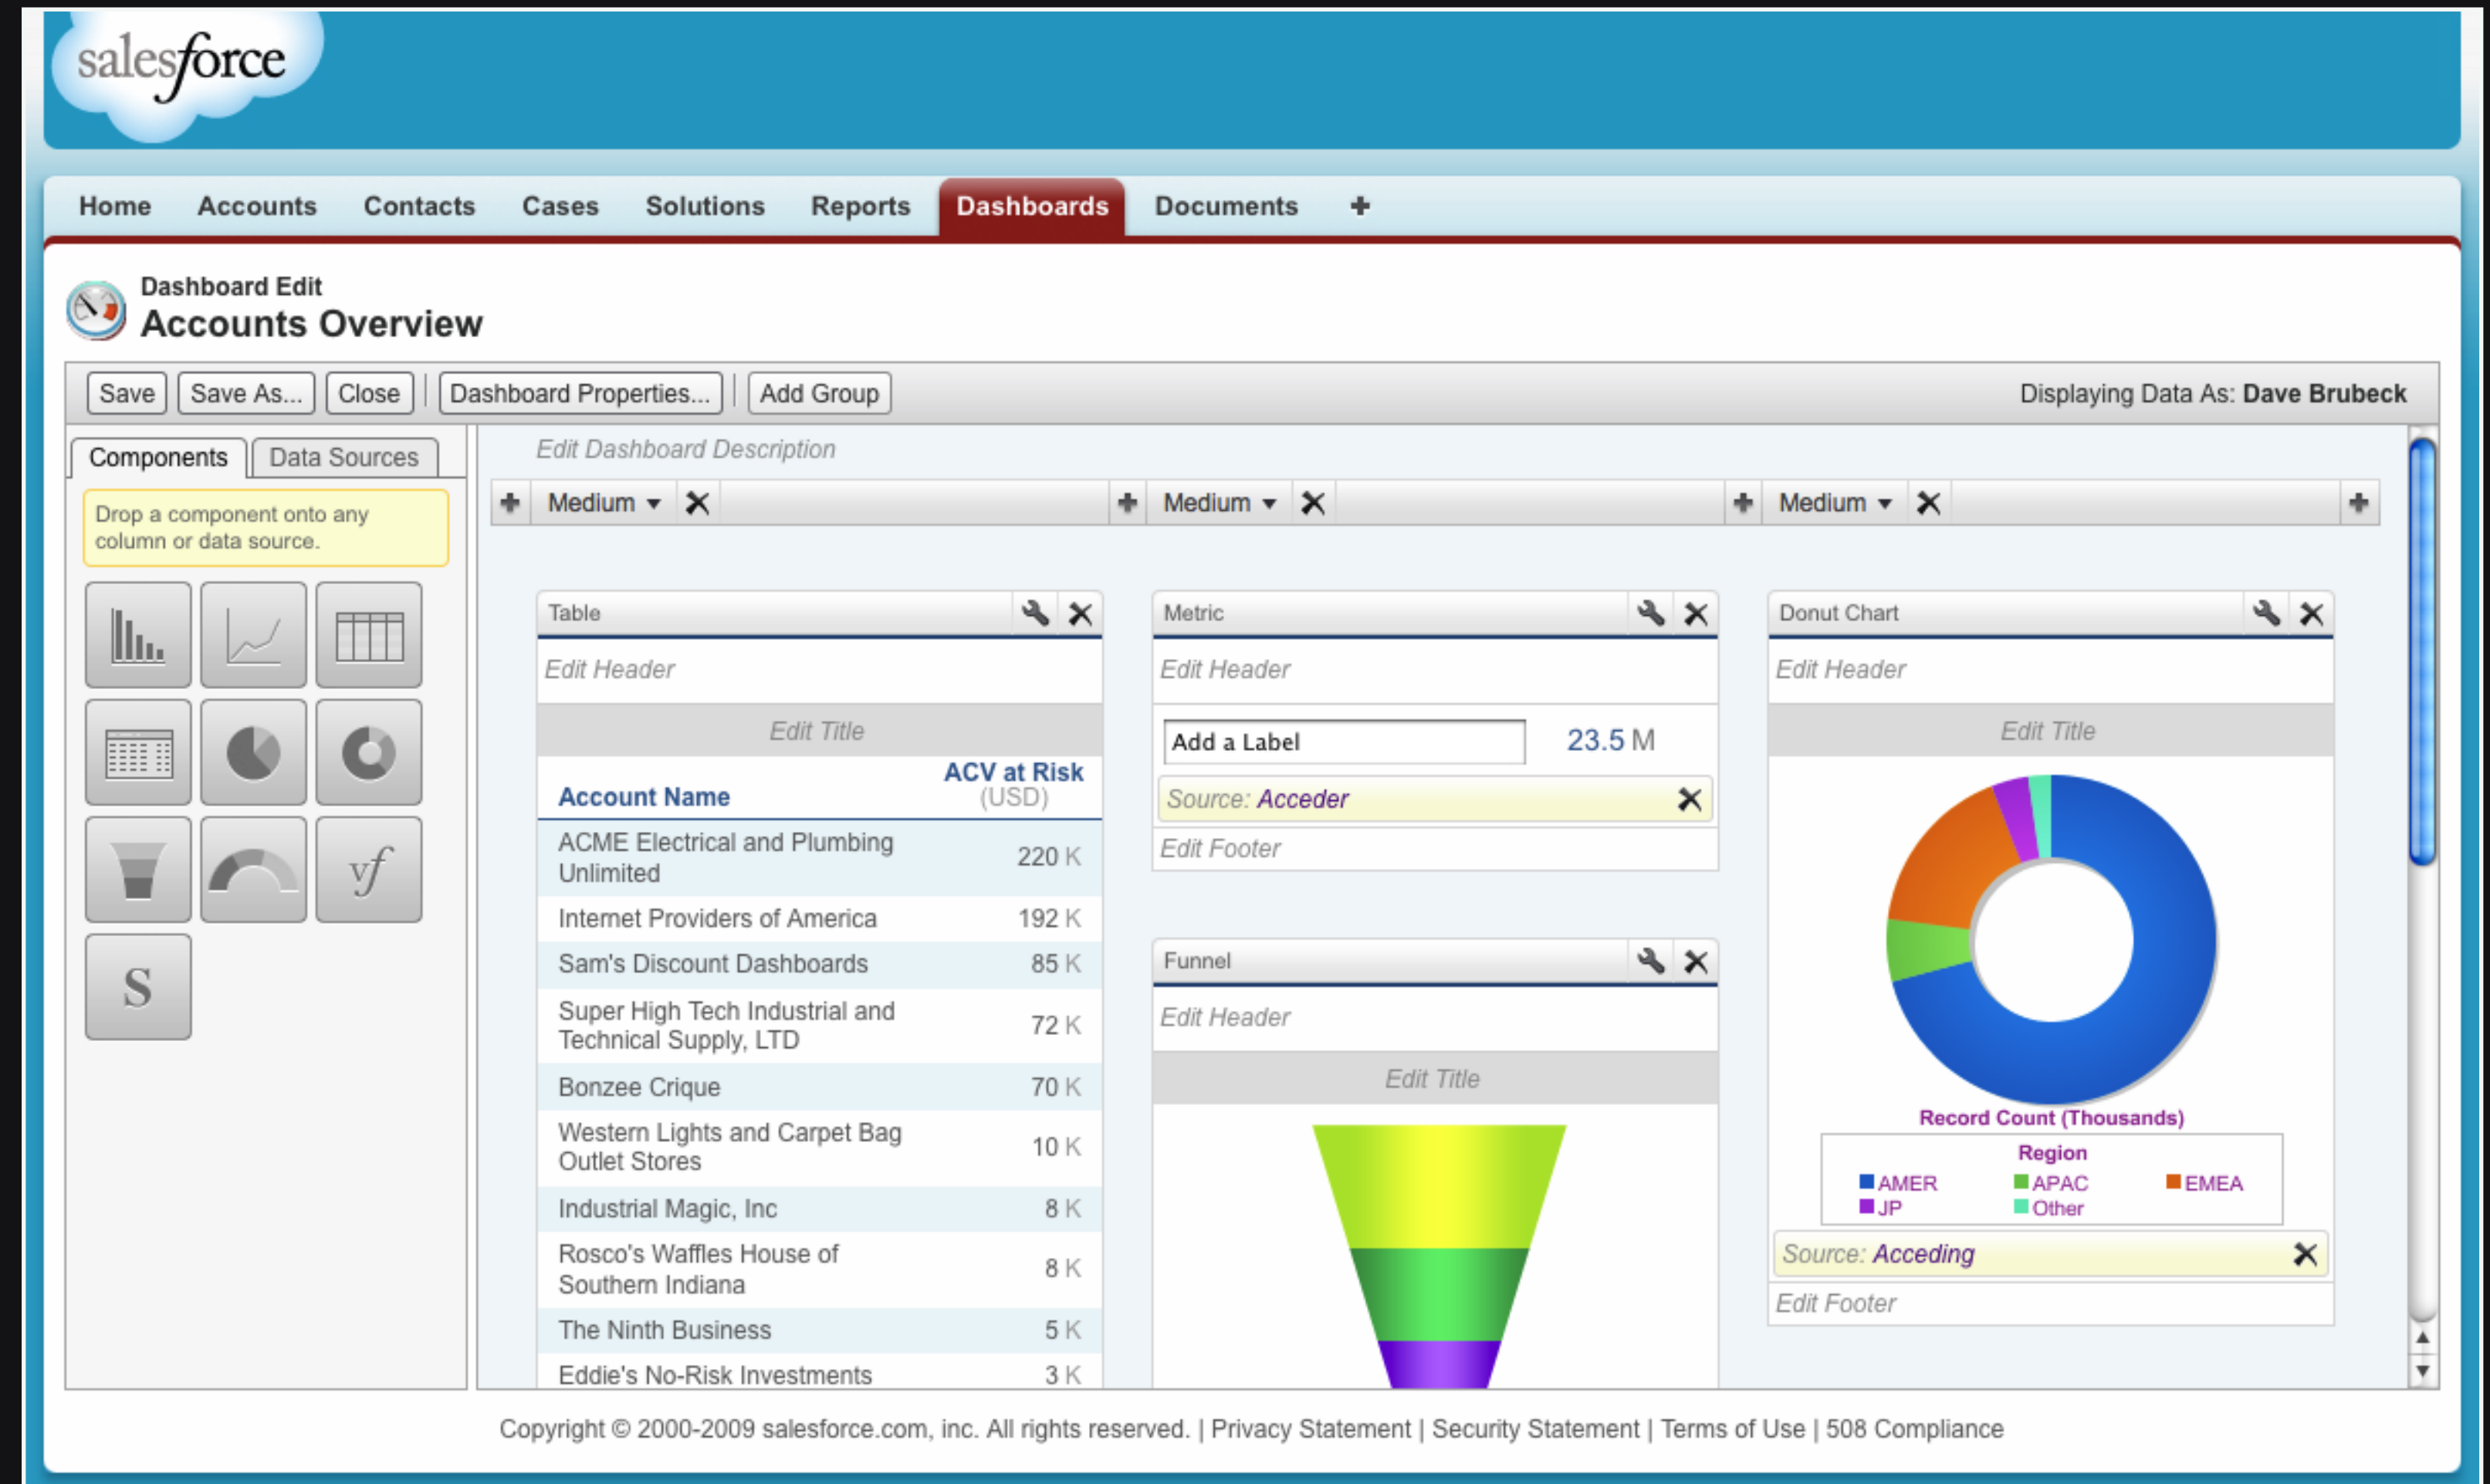 salesforce
Home Accounts Contacts Cases Solutions Reports Dashboards Documents
Dashboard Edit
Accounts Overview
Save Save As... Close Dashboard Properties... Add Group Displaying Data As: Dave Brubeck
Components Data Sources
Drop a component onto any
column or data source.
vf
S
Edit Dashboard Description
Medium Medium Medium
Table
Edit Header
Edit Title
Account Name ACV at Risk
(USD)
ACME Electrical and Plumbing
Unlimited 220 K
Internet Providers of America 192 K
Sam's Discount Dashboards 85 K
Super High Tech Industrial and
Technical Supply, LTD 72 K
Bonzee Crique 70 K
Western Lights and Carpet Bag
Outlet Stores 10 K
Industrial Magic, Inc 8 K
Rosco's Waffles House of
Southern Indiana 8 K
The Ninth Business 5 K
Eddie's No-Risk Investments 3 K
Metric
Edit Header
Add a Label 23.5 M
Source: Acceder
Edit Footer
Funnel
Edit Header
Edit Title
Donut Chart
Edit Header
Edit Title
Record Count (Thousands)
Region
AMER APAC EMEA
JP Other
Source: Acceding
Edit Footer
Copyright © 2000-2009 salesforce.com, inc. All rights reserved. | Privacy Statement | Security Statement | Terms of Use | 508 Compliance